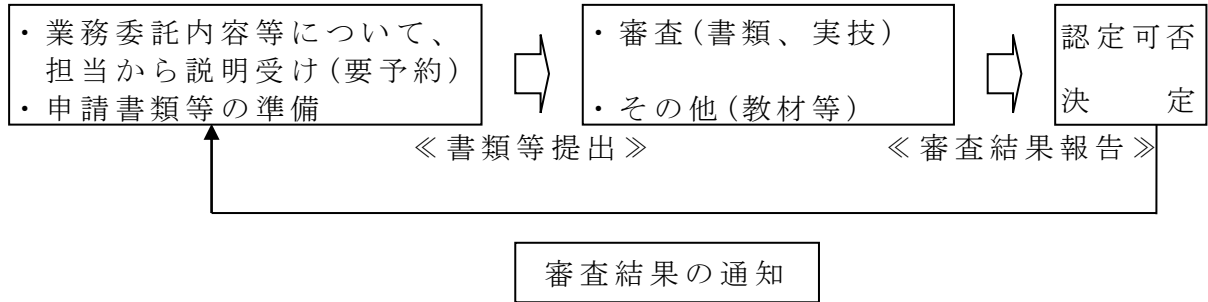 ・業務委託内容等について、
担当から説明受け(要予約)
・申請書類等の準備
≪書類等提出≫
・審査(書類、実技)
・その他(教材等)
≪審査結果報告≫
認定可否
決　　定
審査結果の通知